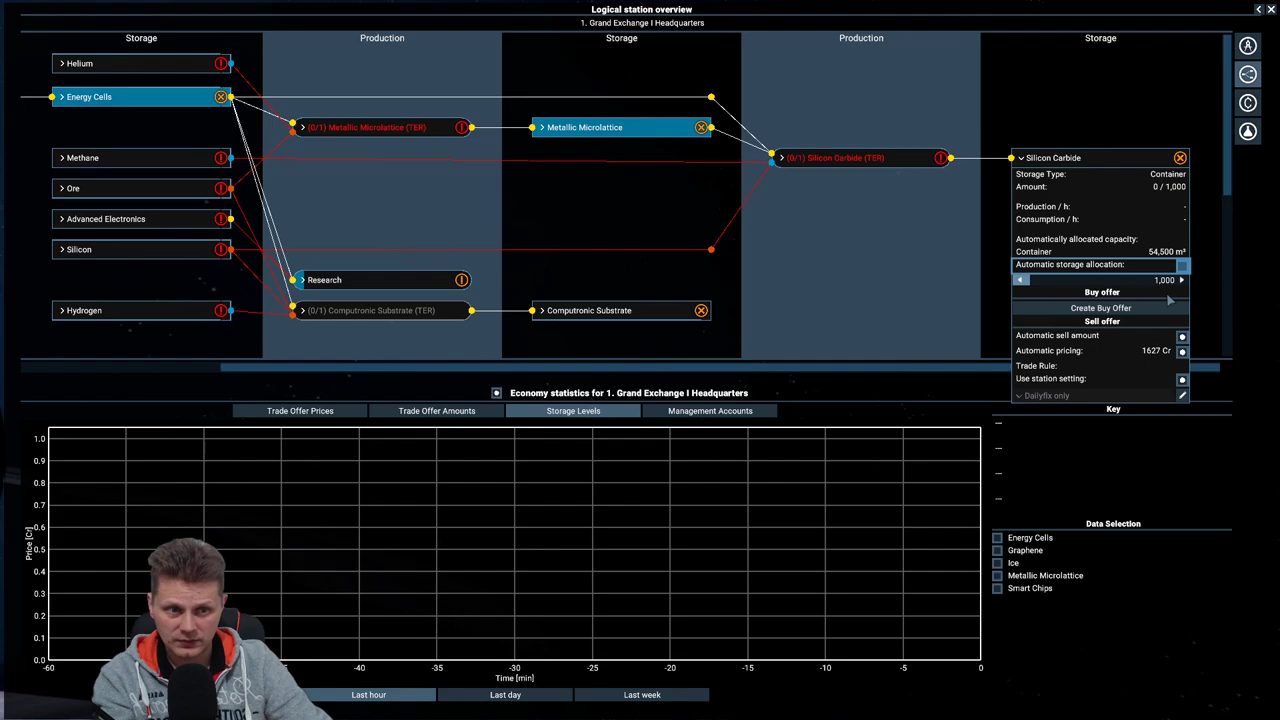 Logical station overview
1. Grand Exchange I Headquarters
Storage
Production
Storage
Production
Storage
Helium
Energy Cells
Methane
Ore
Advanced Electronics
Silicon
Hydrogen
(0/1) Metallic Microlattice (TER)
Research
(0/1) Computronic Substrate (TER)
Metallic Microlattice
Computronic Substrate
(0/1) Silicon Carbide (TER)
Silicon Carbide
Storage Type: Container
Amount: 0 / 1,000
Production / h: -
Consumption / h: -
Automatically allocated capacity:
Container 54,500 m³
Automatic storage allocation:
1,000
Buy offer
Create Buy Offer
Sell offer
Automatic sell amount
Automatic pricing: 1627 Cr
Trade Rule:
Use station setting:
Dailyfix only
Economy statistics for 1. Grand Exchange I Headquarters
Trade Offer Prices
Trade Offer Amounts
Storage Levels
Management Accounts
Key
1.0
0.9
0.8
0.7
0.6
0.5
0.4
0.3
0.2
0.1
0.0
Price [Cr]
-60
-40
-35
-30
-25
-20
-15
-10
-5
0
Time [min]
Last hour
Last day
Last week
Data Selection
Energy Cells
Graphene
Ice
Metallic Microlattice
Smart Chips